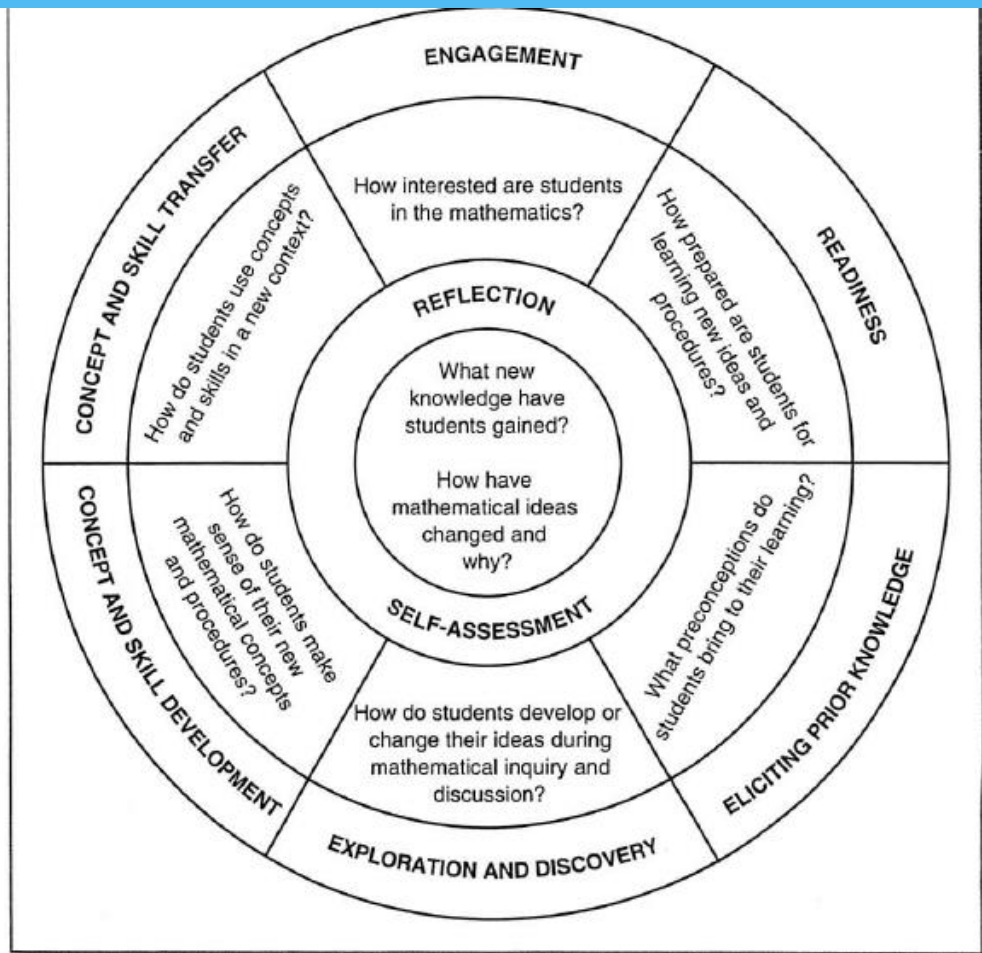 ENGAGEMENT
How interested are students
in the mathematics?
READINESS
How prepared are students for
learning new ideas and
procedures?
ELICITING PRIOR KNOWLEDGE
What preconceptions do
students bring to their learning?
EXPLORATION AND DISCOVERY
How do students develop or
change their ideas during
mathematical inquiry and
discussion?
CONCEPT AND SKILL DEVELOPMENT
How do students make
sense of their new
mathematical concepts
and procedures?
CONCEPT AND SKILL TRANSFER
How do students use concepts
and skills in a new context?
REFLECTION
What new
knowledge have
students gained?
How have
mathematical ideas
changed and
why?
SELF-ASSESSMENT